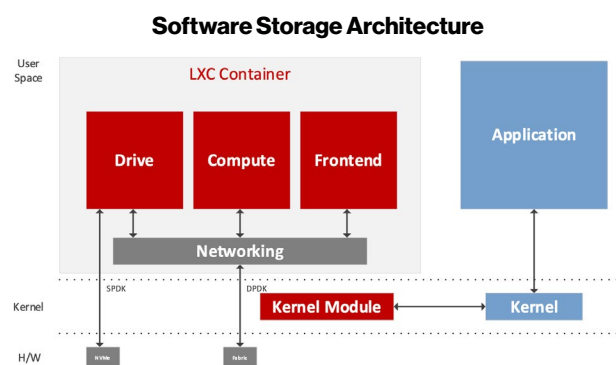 Software Storage Architecture
User
Space
LXC Container
Drive
Compute
Frontend
Application
Networking
SPDK
DPDK
Kernel
Kernel Module
Kernel
H/W
NVMe
Fabric